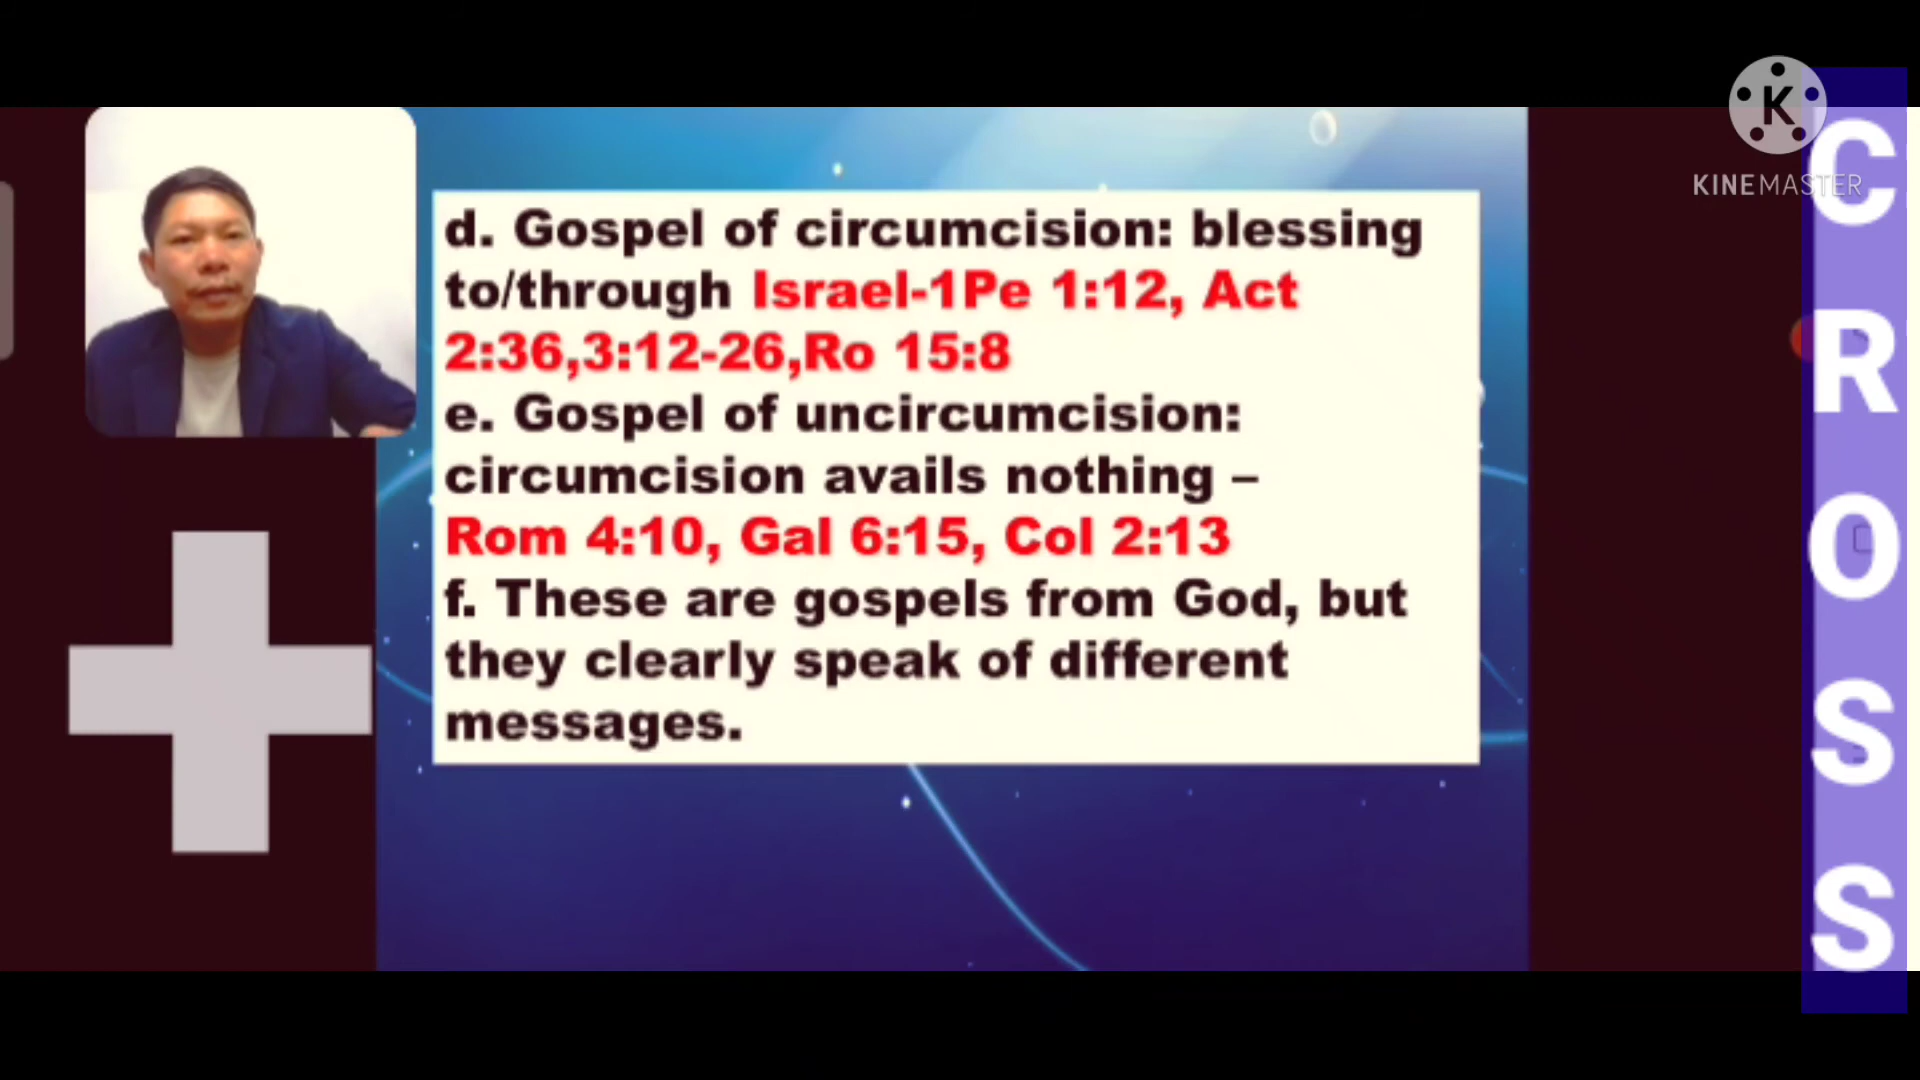 d. Gospel of circumcision: blessing
to/through Israel-1Pe 1:12, Act
2:36,3:12-26,Ro 15:8
e. Gospel of uncircumcision:
circumcision avails nothing –
Rom 4:10, Gal 6:15, Col 2:13
f. These are gospels from God, but
they clearly speak of different
messages.
K
KINEMASTER
CROSS